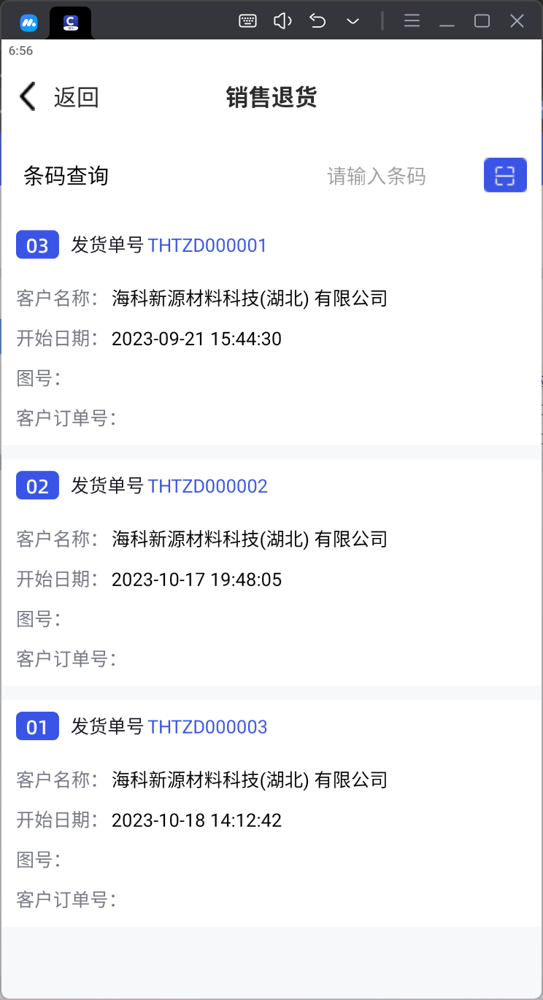 6:56
返回
销售退货
条码查询 请输入条码
03 发货单号 THTZD000001
客户名称： 海科新源材料科技(湖北) 有限公司
开始日期： 2023-09-21 15:44:30
图号：
客户订单号：
02 发货单号 THTZD000002
客户名称： 海科新源材料科技(湖北) 有限公司
开始日期： 2023-10-17 19:48:05
图号：
客户订单号：
01 发货单号 THTZD000003
客户名称： 海科新源材料科技(湖北) 有限公司
开始日期： 2023-10-18 14:12:42
图号：
客户订单号：